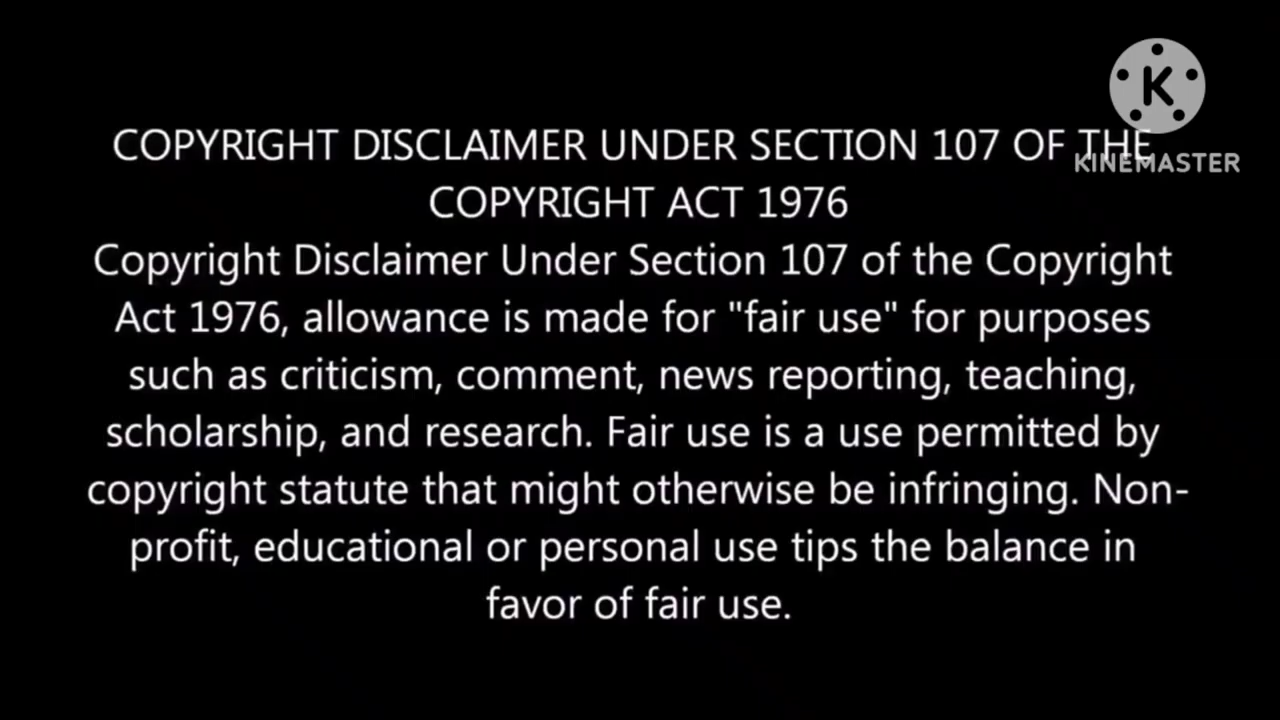 COPYRIGHT DISCLAIMER UNDER SECTION 107 OF THE
COPYRIGHT ACT 1976
Copyright Disclaimer Under Section 107 of the Copyright
Act 1976, allowance is made for "fair use" for purposes
such as criticism, comment, news reporting, teaching,
scholarship, and research. Fair use is a use permitted by
copyright statute that might otherwise be infringing. Non-
profit, educational or personal use tips the balance in
favor of fair use.
K
KINEMASTER